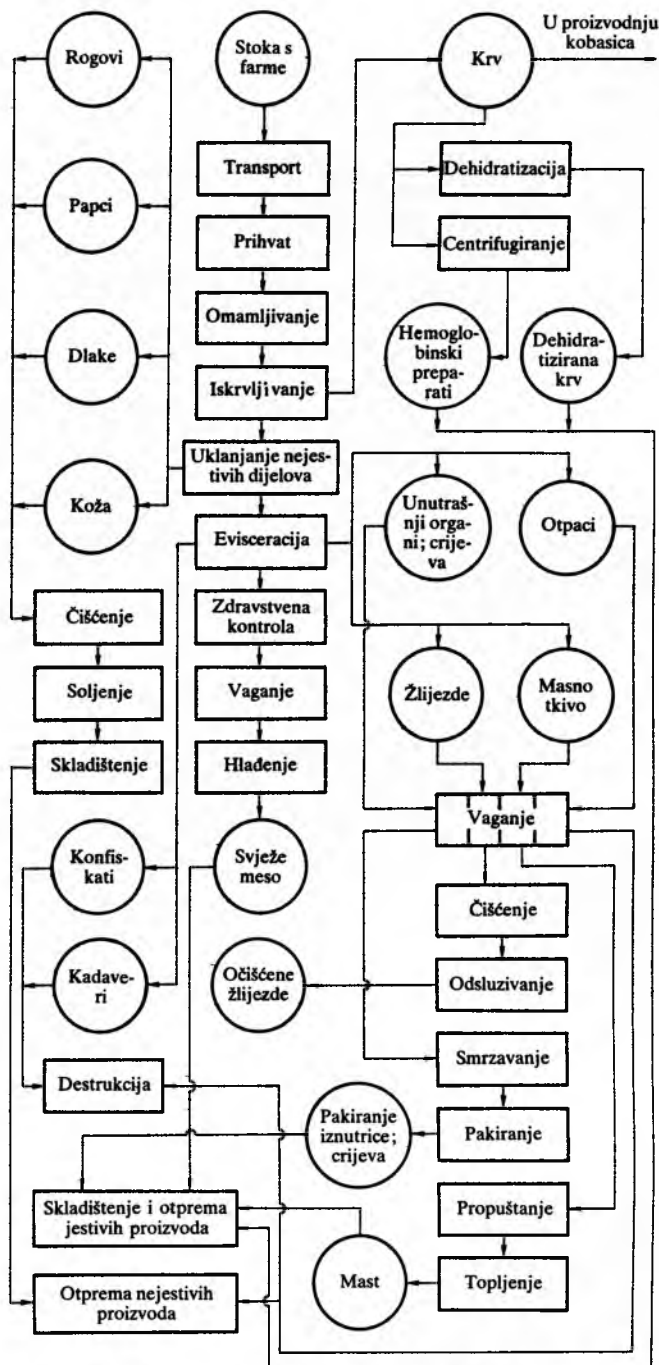 Rogovi
Stoka s
farme
Krv
U proizvodnju
kobasica
Transport
Dehidratizacija
Papci
Prihvat
Centrifugiranje
Omamljivanje
Hemoglo-
binski
prepa-
rati
Dehidra-
tizirana
krv
Dlake
Iskrvljivanje
Uklanjanje nejes-
tivih dijelova
Koža
Evisceracija
Unutraš-
nji orga-
ni; crije-
va
Otpaci
Čišćenje
Zdravstvena
kontrola
Soljenje
Vaganje
Žlijezde
Masno
tkivo
Skladištenje
Hlađenje
Vaganje
Konfis-
kati
Svježe
meso
Čišćenje
Kadave-
ri
Očišćene
žlijezde
Odsluzivanje
Smrzavanje
Destrukcija
Pakiranje
iznutrice;
crijeva
Pakiranje
Skladištenje i otprema
jestivih proizvoda
Propuštanje
Otprema nejestivih
proizvoda
Mast
Topljenje